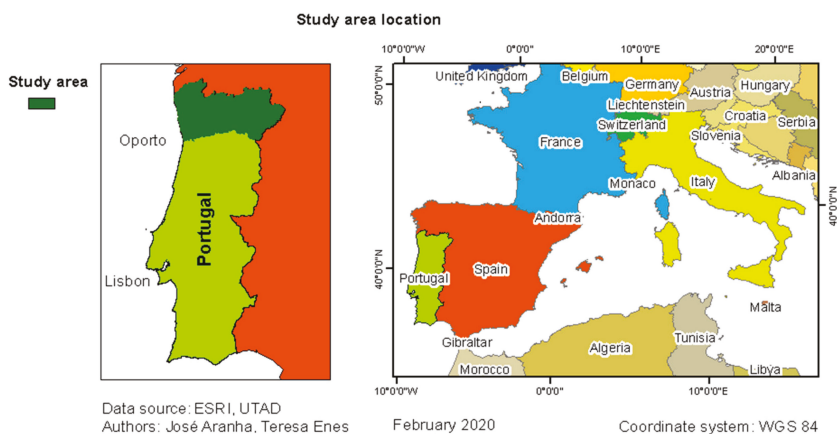 Study area location
Study area
Oporto
Portugal
Lisbon
10°0'0"N
0°0'0"
10°0'0"E
20°0'0"E
50°0'0"N
40°0'0"N
40°0'0"N
United Kingdom
Belgium
Germany
Austria
Hungary
Liechtenstein
Switzerland
Croatia
Serbia
Slovenia
France
Albania
Monaco
Italy
Andorra
Portugal
Spain
Malta
Gibraltar
Algeria
Tunisia
Morocco
Libya
10°0'0"W
0°0'0"
10°0'0"E
Data source: ESRI, UTAD
Authors: José Aranha, Teresa Enes
February 2020
Coordinate system: WGS 84